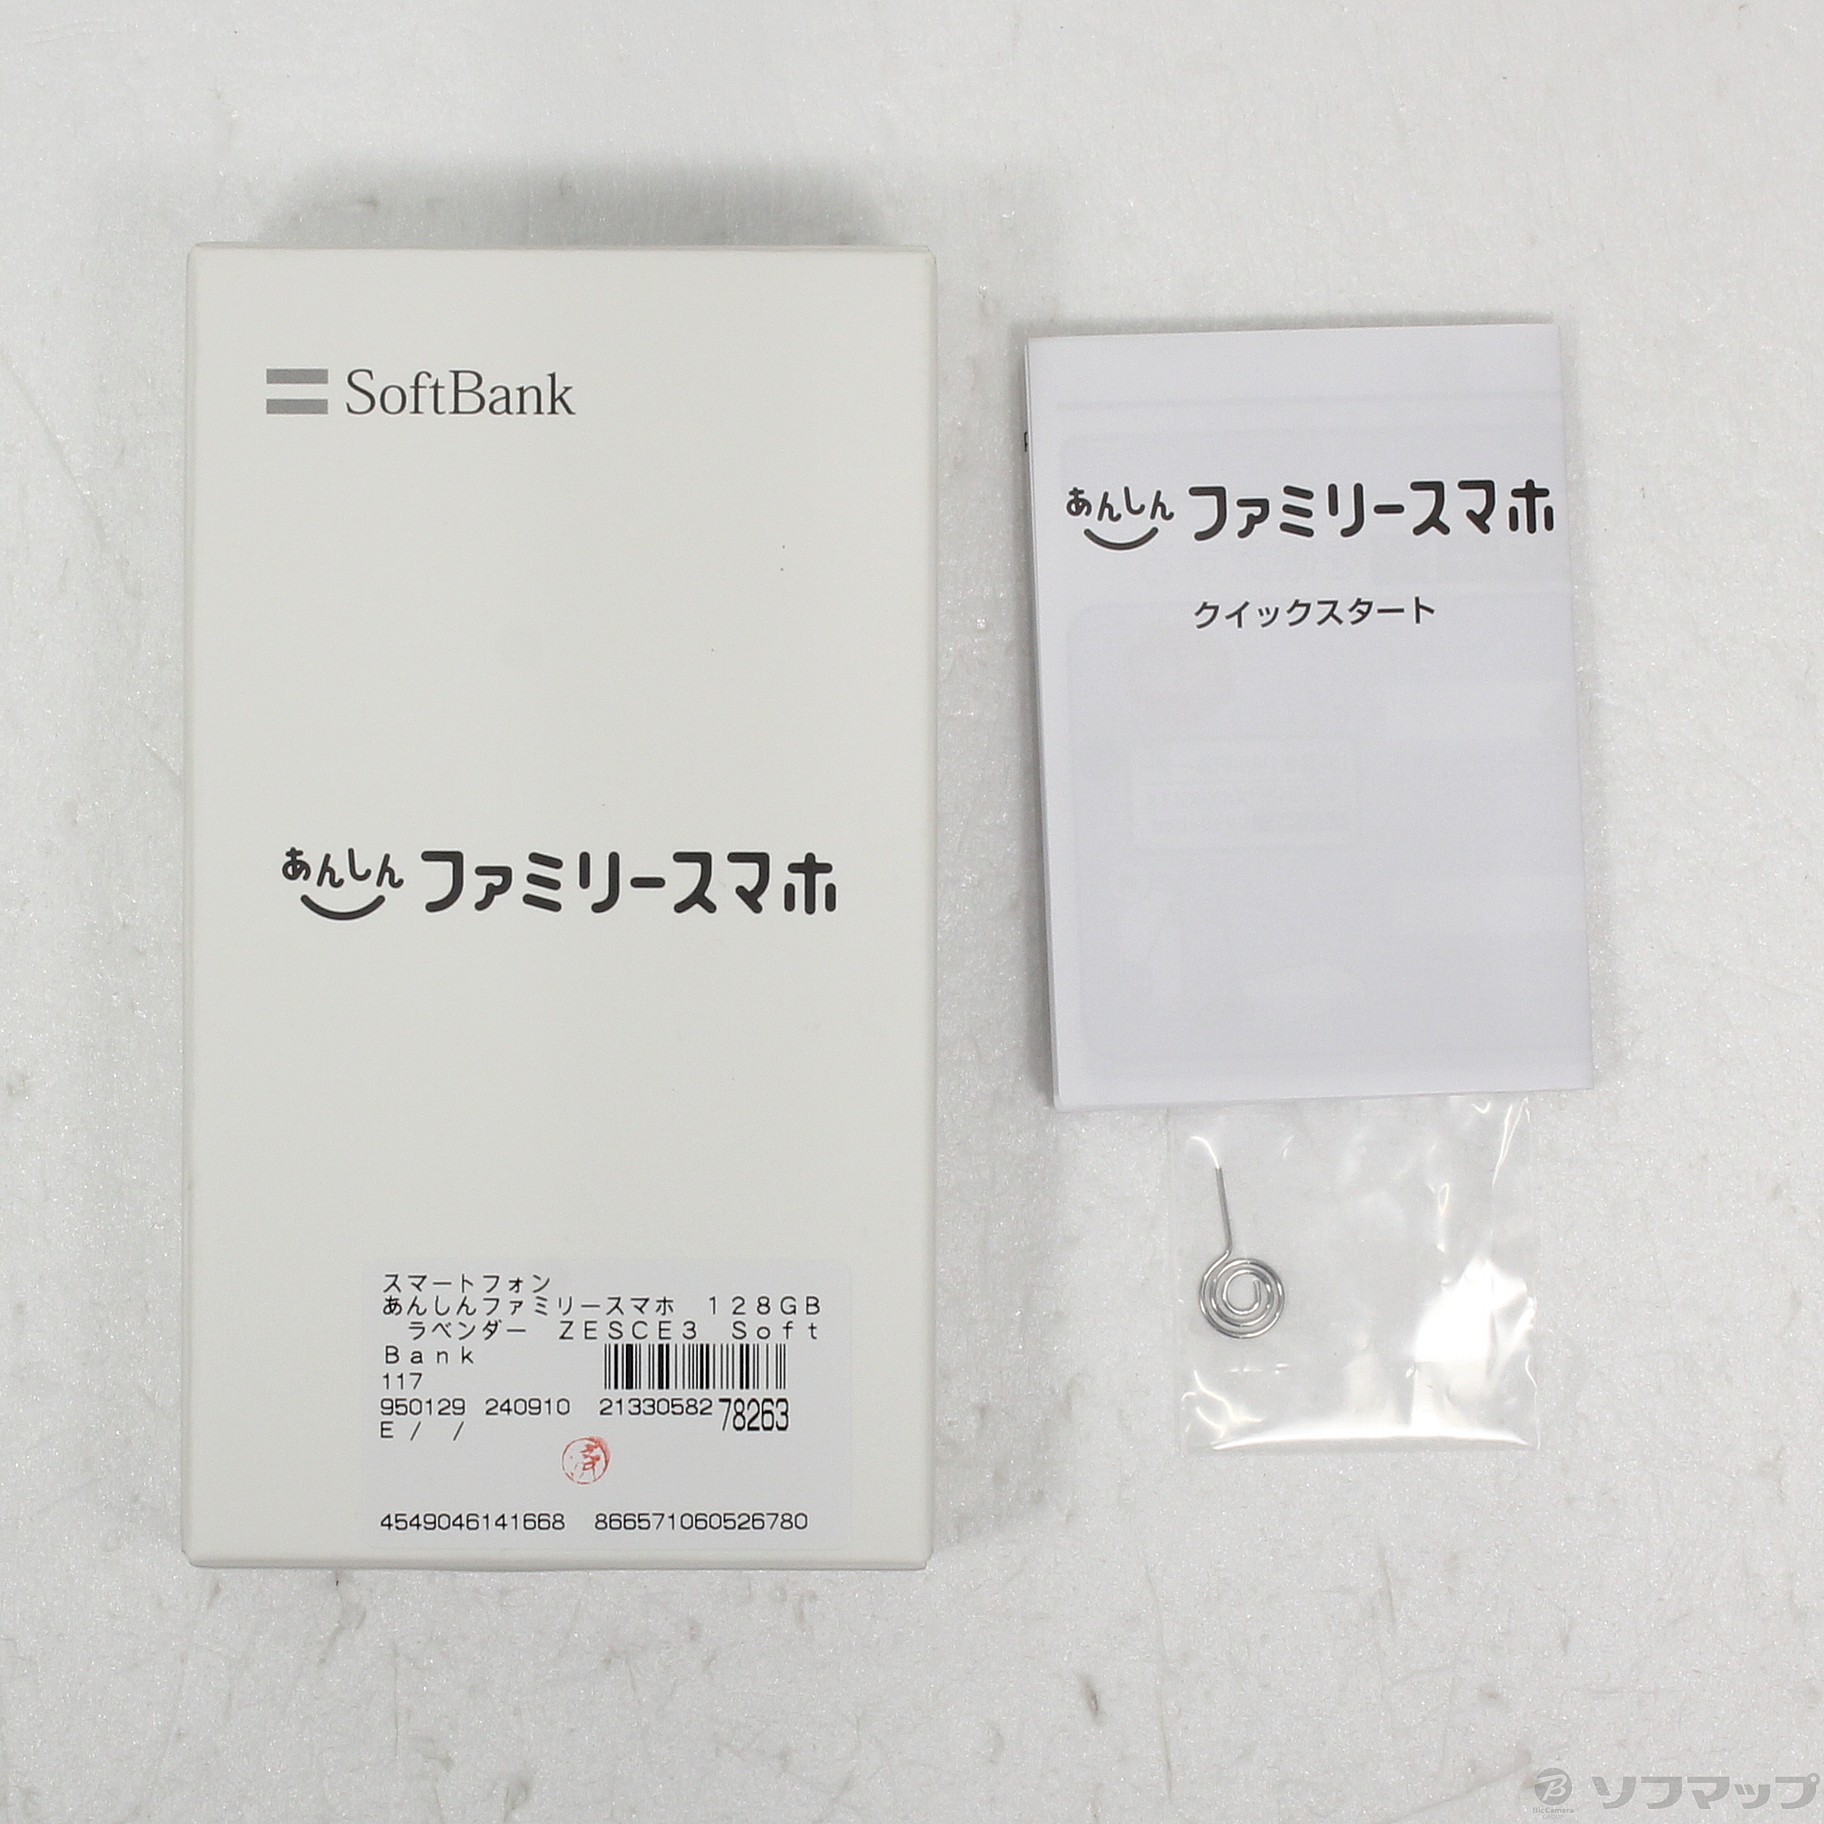 SoftBank
あんしん ファミリースマホ
スマートフォン
あんしんファミリースマホ　１２８ＧＢ
　ラベンダー　ＺＥＳＣＥ３　Ｓｏｆｔ
Ｂａｎｋ
117
950129 240910 2133058278263
E / /
済
4549046141668 866571060526780
あんしん ファミリースマホ
クイックスタート
BicCamera
GROUP
ソフマップ